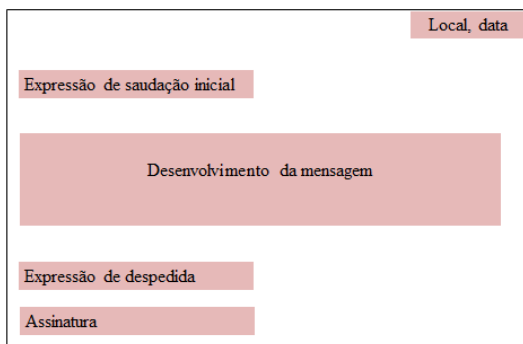 Local, data
Expressão de saudação inicial
Desenvolvimento da mensagem
Expressão de despedida
Assinatura